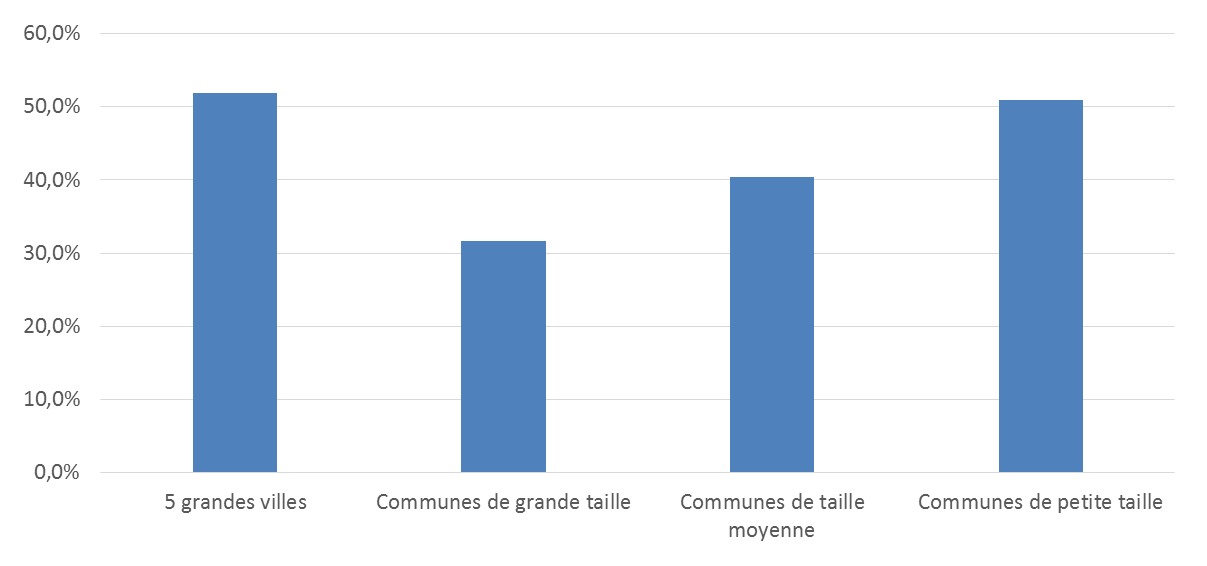 60,0%
50,0%
40,0%
30,0%
20,0%
10,0%
0,0%
5 grandes villes
Communes de grande taille
Communes de taille
moyenne
Communes de petite taille